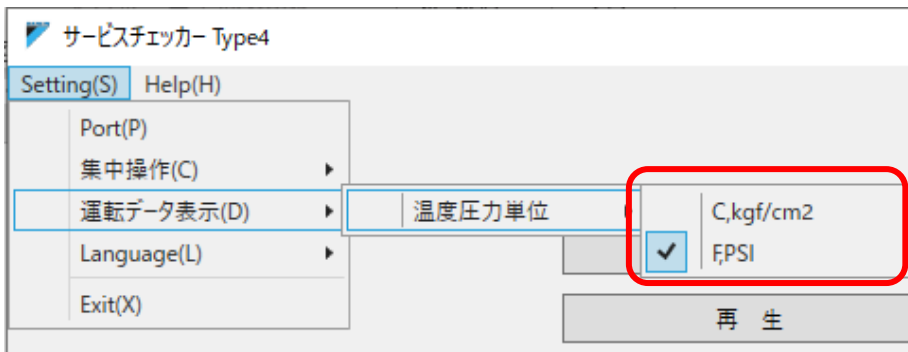 サービスチェッカー Type4
Setting(S) Help(H)
Port(P)
集中操作(C)
運転データ表示(D)
温度圧力単位
C,kgf/cm2
F,PSI
Language(L)
Exit(X)
再 生